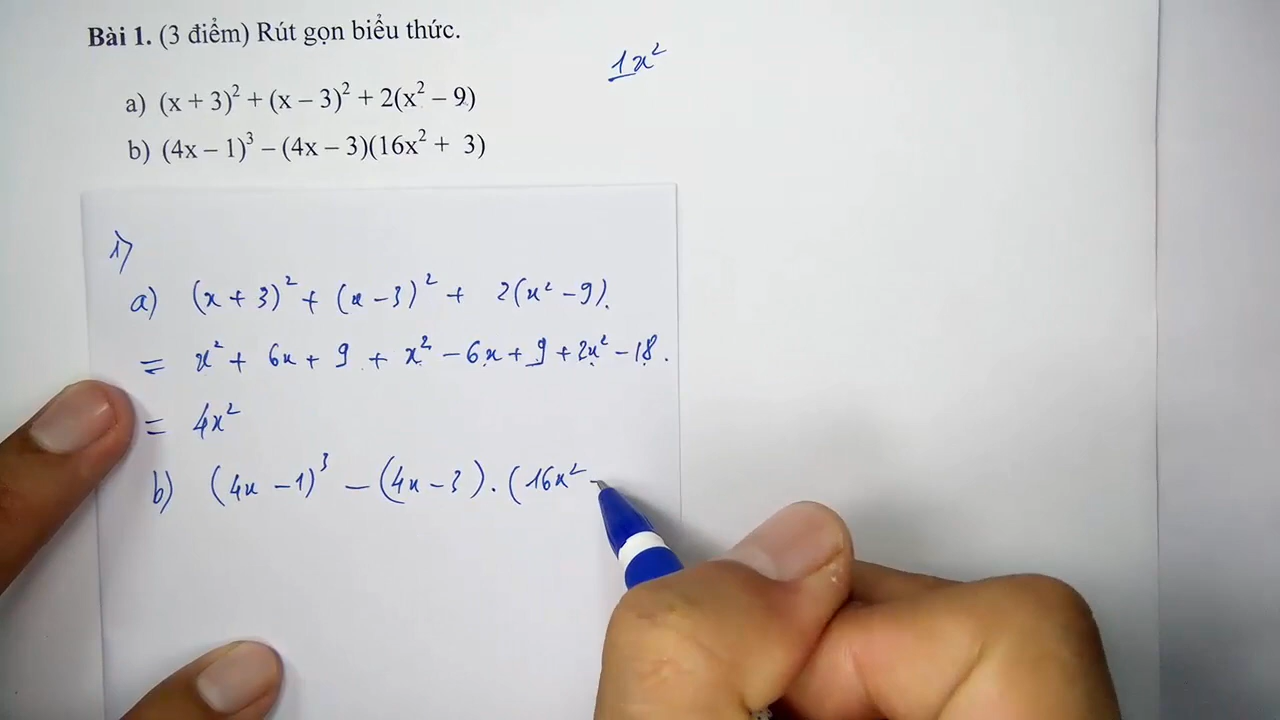 Bài 1. (3 điểm) Rút gọn biểu thức.
1x²
a) (x + 3)² + (x – 3)² + 2(x² – 9)
b) (4x – 1)³ – (4x – 3)(16x² + 3)
1)
a) (x + 3)² + (x – 3)² + 2(x² – 9).
= x² + 6x + 9 + x² – 6x + 9 + 2x² – 18.
= 4x²
b) (4x – 1)³ – (4x – 3) . (16x² –